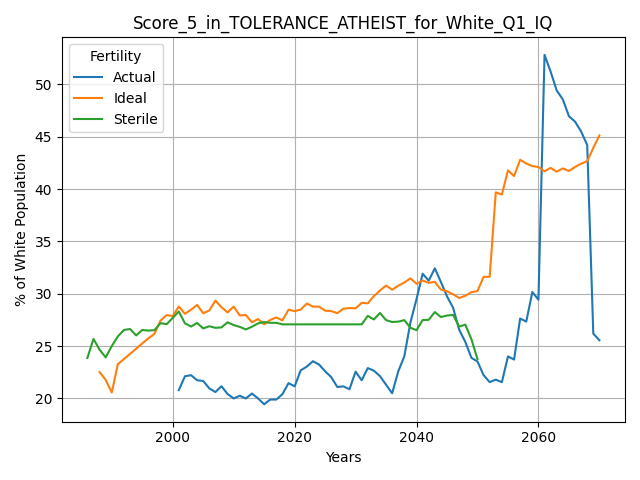 Score_5_in_TOLERANCE_ATHEIST_for_White_Q1_IQ
Fertility
Actual
Ideal
Sterile
% of White Population
50
45
40
35
30
25
20
2000
2020
2040
2060
Years